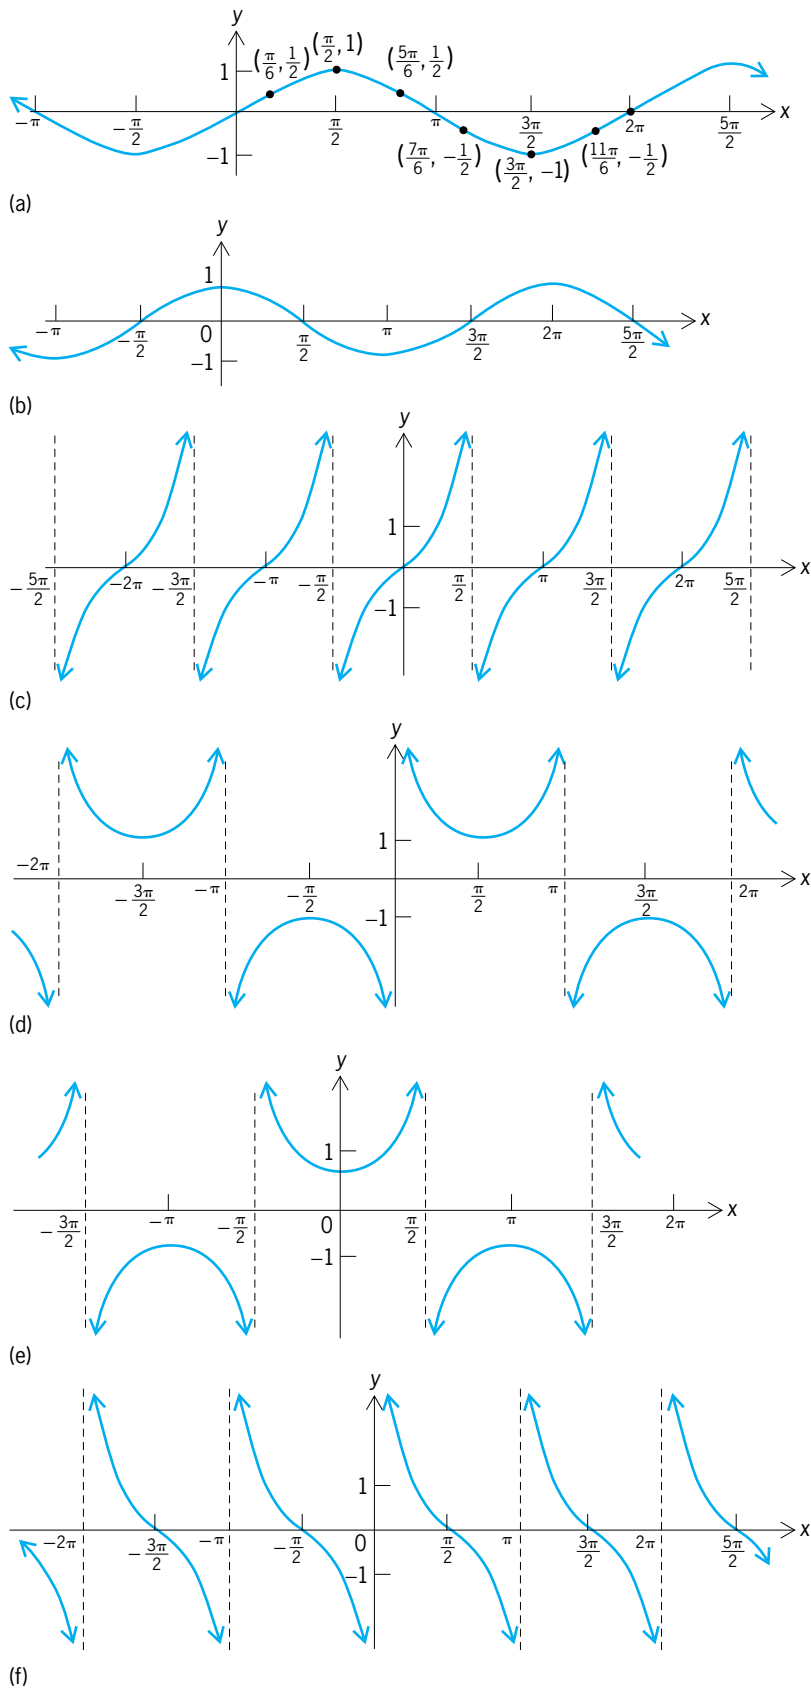 y
(π/6, 1/2) (π/2, 1) (5π/6, 1/2)
1
−π −π/2 π/2 π 3π/2 2π 5π/2 x
−1 (7π/6, −1/2) (3π/2, −1) (11π/6, −1/2)
(a)
y
1
−π −π/2 0 π/2 π 3π/2 2π 5π/2 x
−1
(b)
y
1
−5π/2 −2π −3π/2 −π −π/2 π/2 π 3π/2 2π 5π/2 x
−1
(c)
y
1
−2π −3π/2 −π −π/2 π/2 π 3π/2 2π x
−1
(d)
y
1
−3π/2 −π −π/2 0 π/2 π 3π/2 2π x
−1
(e)
y
1
−2π −3π/2 −π −π/2 0 π/2 π 3π/2 2π 5π/2 x
−1
(f)